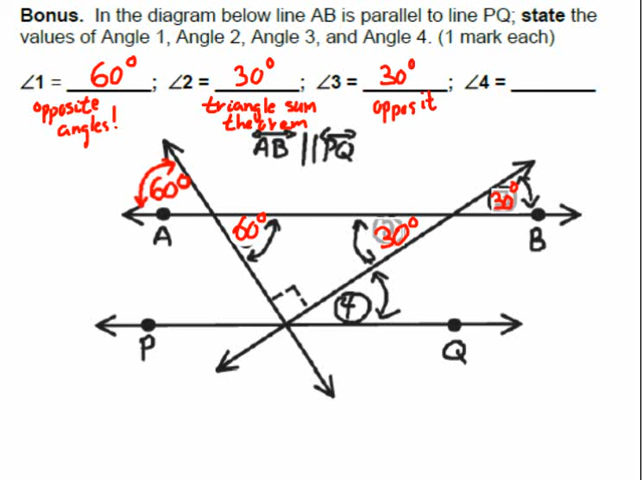 Bonus. In the diagram below line AB is parallel to line PQ; state the
values of Angle 1, Angle 2, Angle 3, and Angle 4. (1 mark each)
∠1 = 60° ; ∠2 = 30° ; ∠3 = 30° ; ∠4 =
opposite angles!
triangle sum theorem
opposit
AB || PQ
60°
30°
A
60°
30°
B
4
P
Q